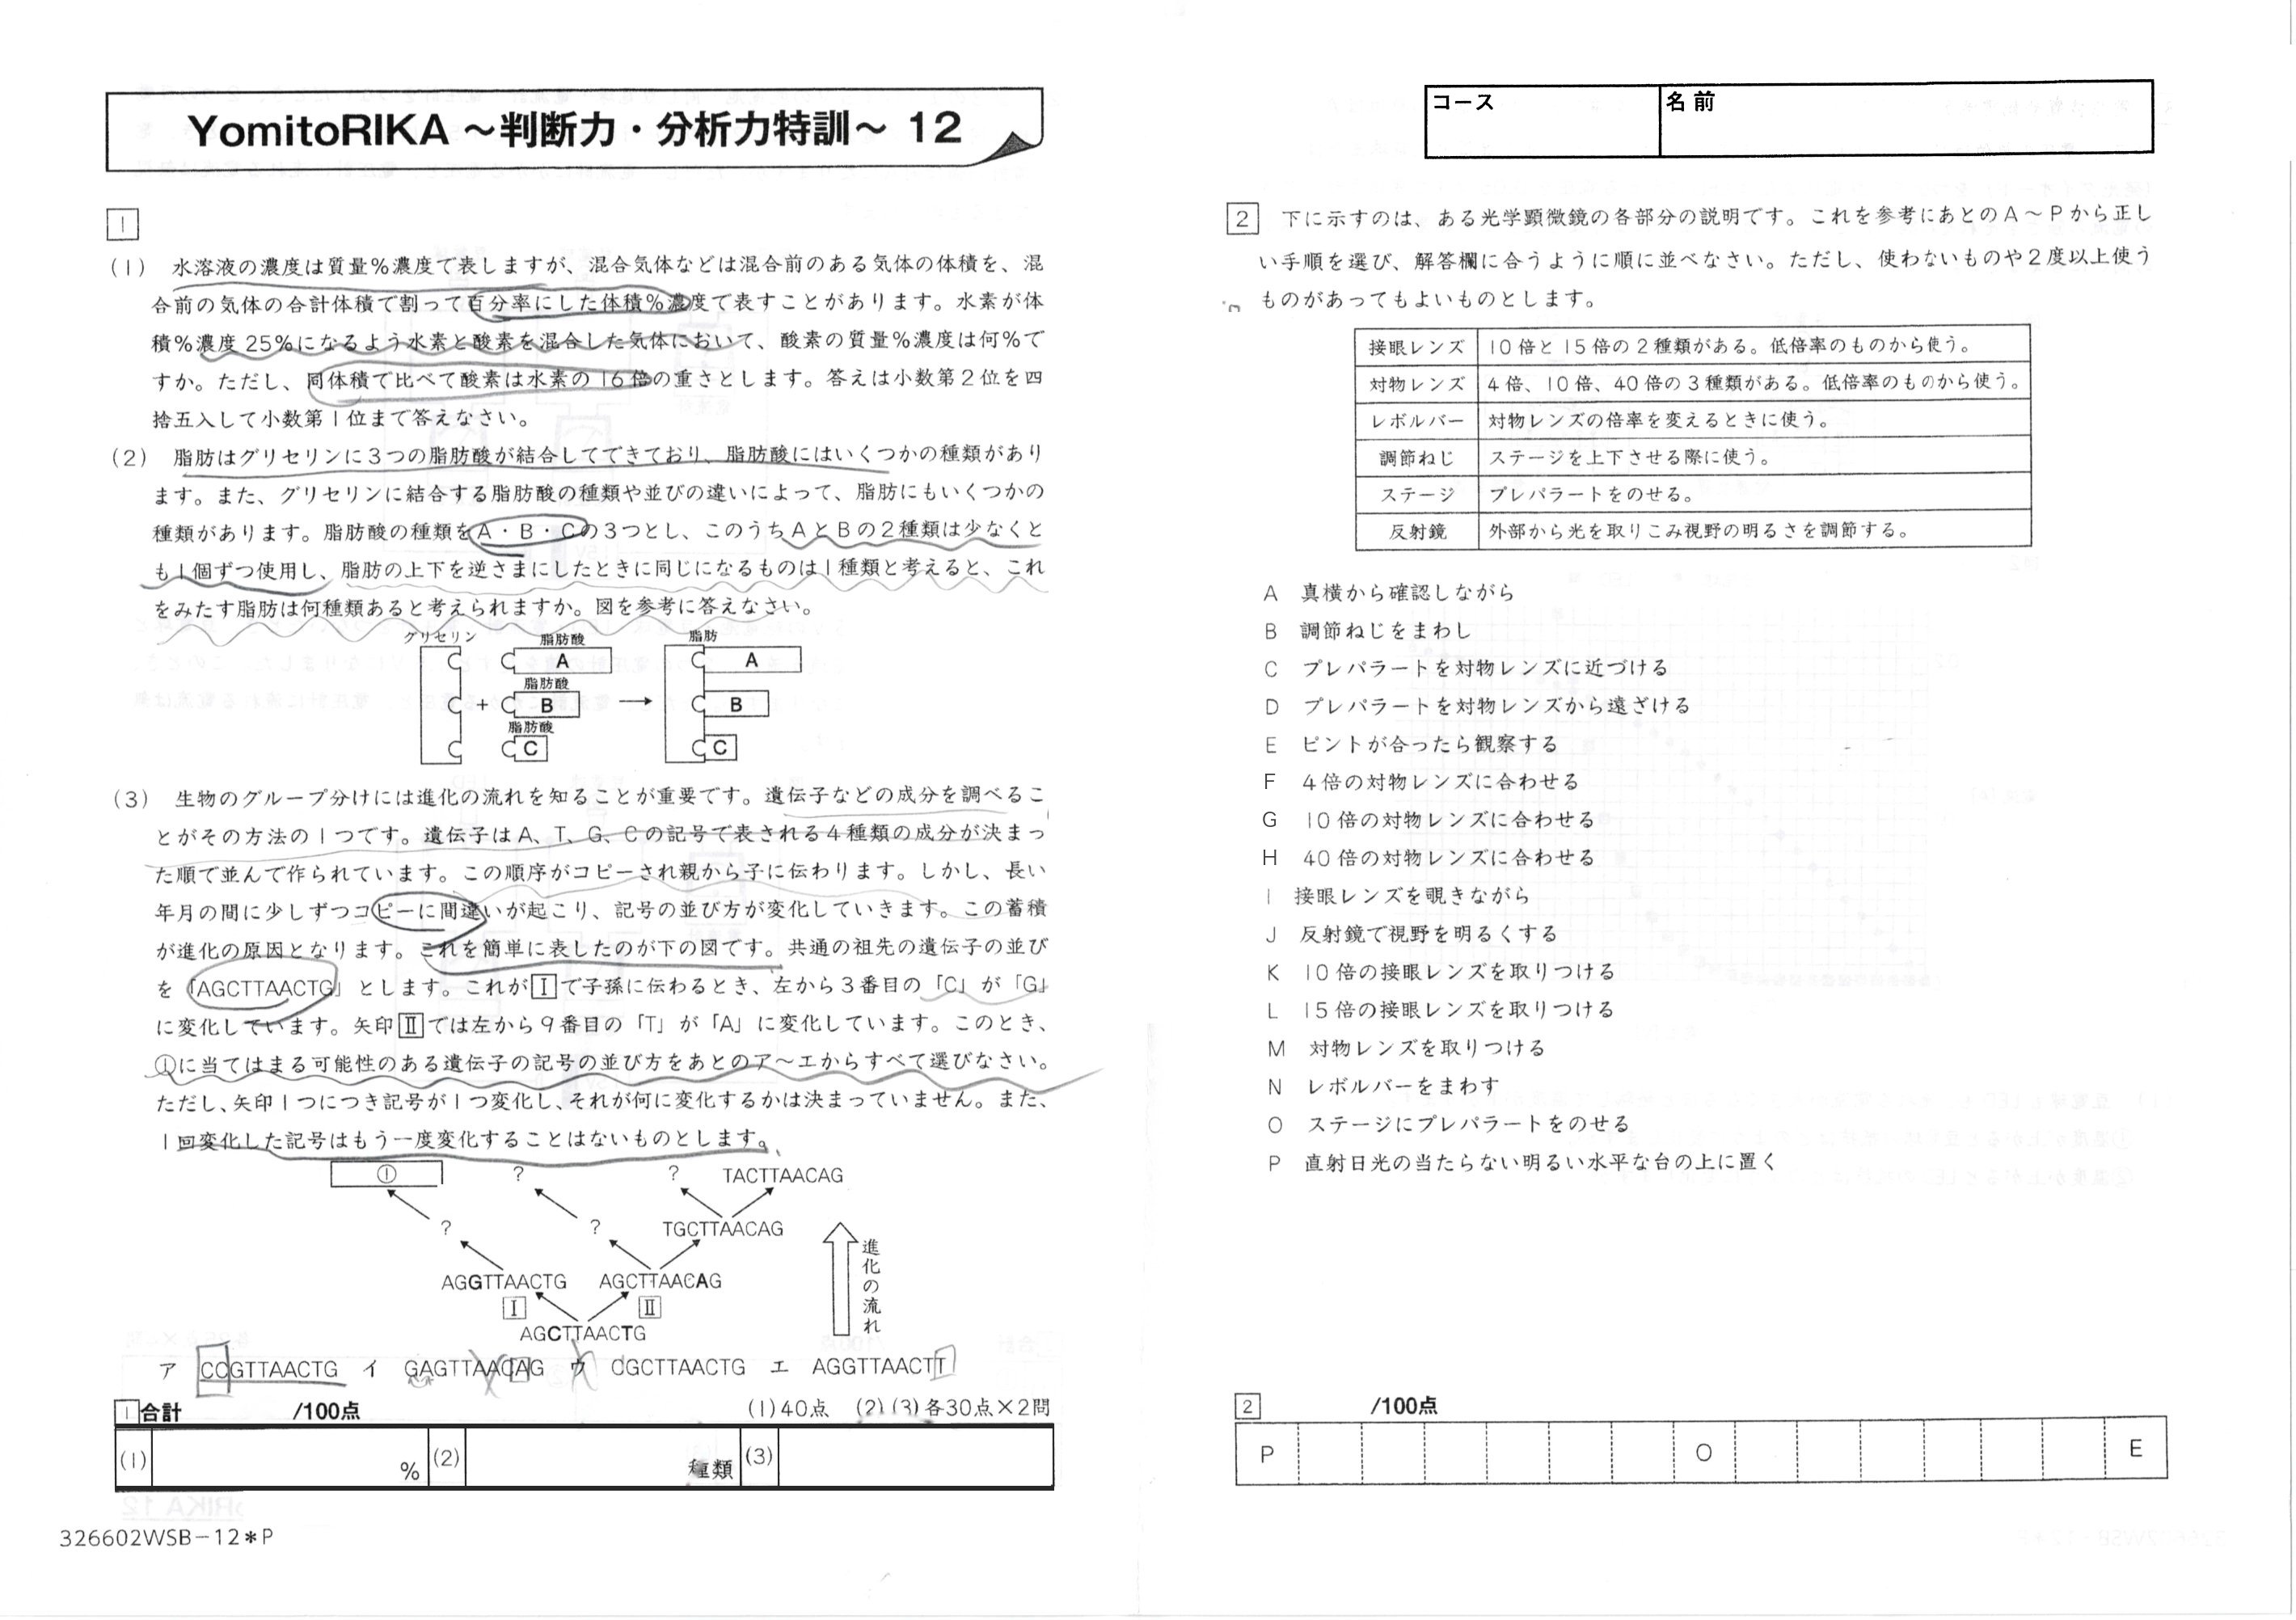 YomitoRIKA ～判断力・分析力特訓～ 12
コース
名前
1
(1) 水溶液の濃度は質量％濃度で表しますが、混合気体などは混合前のある気体の体積を、混
合前の気体の合計体積で割って百分率にした体積％濃度で表すことがあります。水素が体
積％濃度 25％になるよう水素と酸素を混合した気体において、酸素の質量％濃度は何％で
すか。ただし、同体積で比べて酸素は水素の 16 倍の重さとします。答えは小数第 2 位を四
捨五入して小数第 1 位まで答えなさい。
(2) 脂肪はグリセリンに 3 つの脂肪酸が結合してできており、脂肪酸にはいくつかの種類があり
ます。また、グリセリンに結合する脂肪酸の種類や並びの違いによって、脂肪にもいくつかの
種類があります。脂肪酸の種類を A・B・C の 3 つとし、このうち A と B の 2 種類は少なくと
も 1 個ずつ使用し、脂肪の上下を逆さまにしたときに同じになるものは 1 種類と考えると、これ
をみたす脂肪は何種類あると考えられますか。図を参考に答えなさい。
グリセリン 脂肪酸 脂肪
A A
脂肪酸
+ B → B
脂肪酸
C C
(3) 生物のグループ分けには進化の流れを知ることが重要です。遺伝子などの成分を調べるこ
とがその方法の 1 つです。遺伝子は A、T、G、C の記号で表される 4 種類の成分が決まっ
た順で並んで作られています。この順序がコピーされ親から子に伝わります。しかし、長い
年月の間に少しずつコピーに間違いが起こり、記号の並び方が変化していきます。この蓄積
が進化の原因となります。これを簡単に表したのが下の図です。共通の祖先の遺伝子の並び
を「AGCTTAACTG」とします。これが Ⅰ で子孫に伝わるとき、左から 3 番目の「C」が「G」
に変化しています。矢印 Ⅱ では左から 9 番目の「T」が「A」に変化しています。このとき、
①に当てはまる可能性のある遺伝子の記号の並び方をあとのア～エからすべて選びなさい。
ただし、矢印 1 つにつき記号が 1 つ変化し、それが何に変化するかは決まっていません。また、
1 回変化した記号はもう一度変化することはないものとします。
① ? ? TACTTAACAG
? ? TGCTTAACAG
AGGTTAACTG AGCTTAACAG
Ⅰ Ⅱ
AGCTTAACTG
進化の流れ
ア CCGTTAACTG イ GAGTTAACAG ウ CGCTTAACTG エ AGGTTAACTT
1 合計 /100点 (1)40点 (2)(3)各30点×2問
(1) % (2) 種類 (3)
326602WSB－12＊P
2 下に示すのは、ある光学顕微鏡の各部分の説明です。これを参考にあとの A ～ P から正し
い手順を選び、解答欄に合うように順に並べなさい。ただし、使わないものや 2 度以上使う
ものがあってもよいものとします。
接眼レンズ 10 倍と 15 倍の 2 種類がある。低倍率のものから使う。
対物レンズ 4 倍、10 倍、40 倍の 3 種類がある。低倍率のものから使う。
レボルバー 対物レンズの倍率を変えるときに使う。
調節ねじ ステージを上下させる際に使う。
ステージ プレパラートをのせる。
反射鏡 外部から光を取りこみ視野の明るさを調節する。
A 真横から確認しながら
B 調節ねじをまわし
C プレパラートを対物レンズに近づける
D プレパラートを対物レンズから遠ざける
E ピントが合ったら観察する
F 4 倍の対物レンズに合わせる
G 10 倍の対物レンズに合わせる
H 40 倍の対物レンズに合わせる
I 接眼レンズを覗きながら
J 反射鏡で視野を明るくする
K 10 倍の接眼レンズを取りつける
L 15 倍の接眼レンズを取りつける
M 対物レンズを取りつける
N レボルバーをまわす
O ステージにプレパラートをのせる
P 直射日光の当たらない明るい水平な台の上に置く
2 /100点
P O E